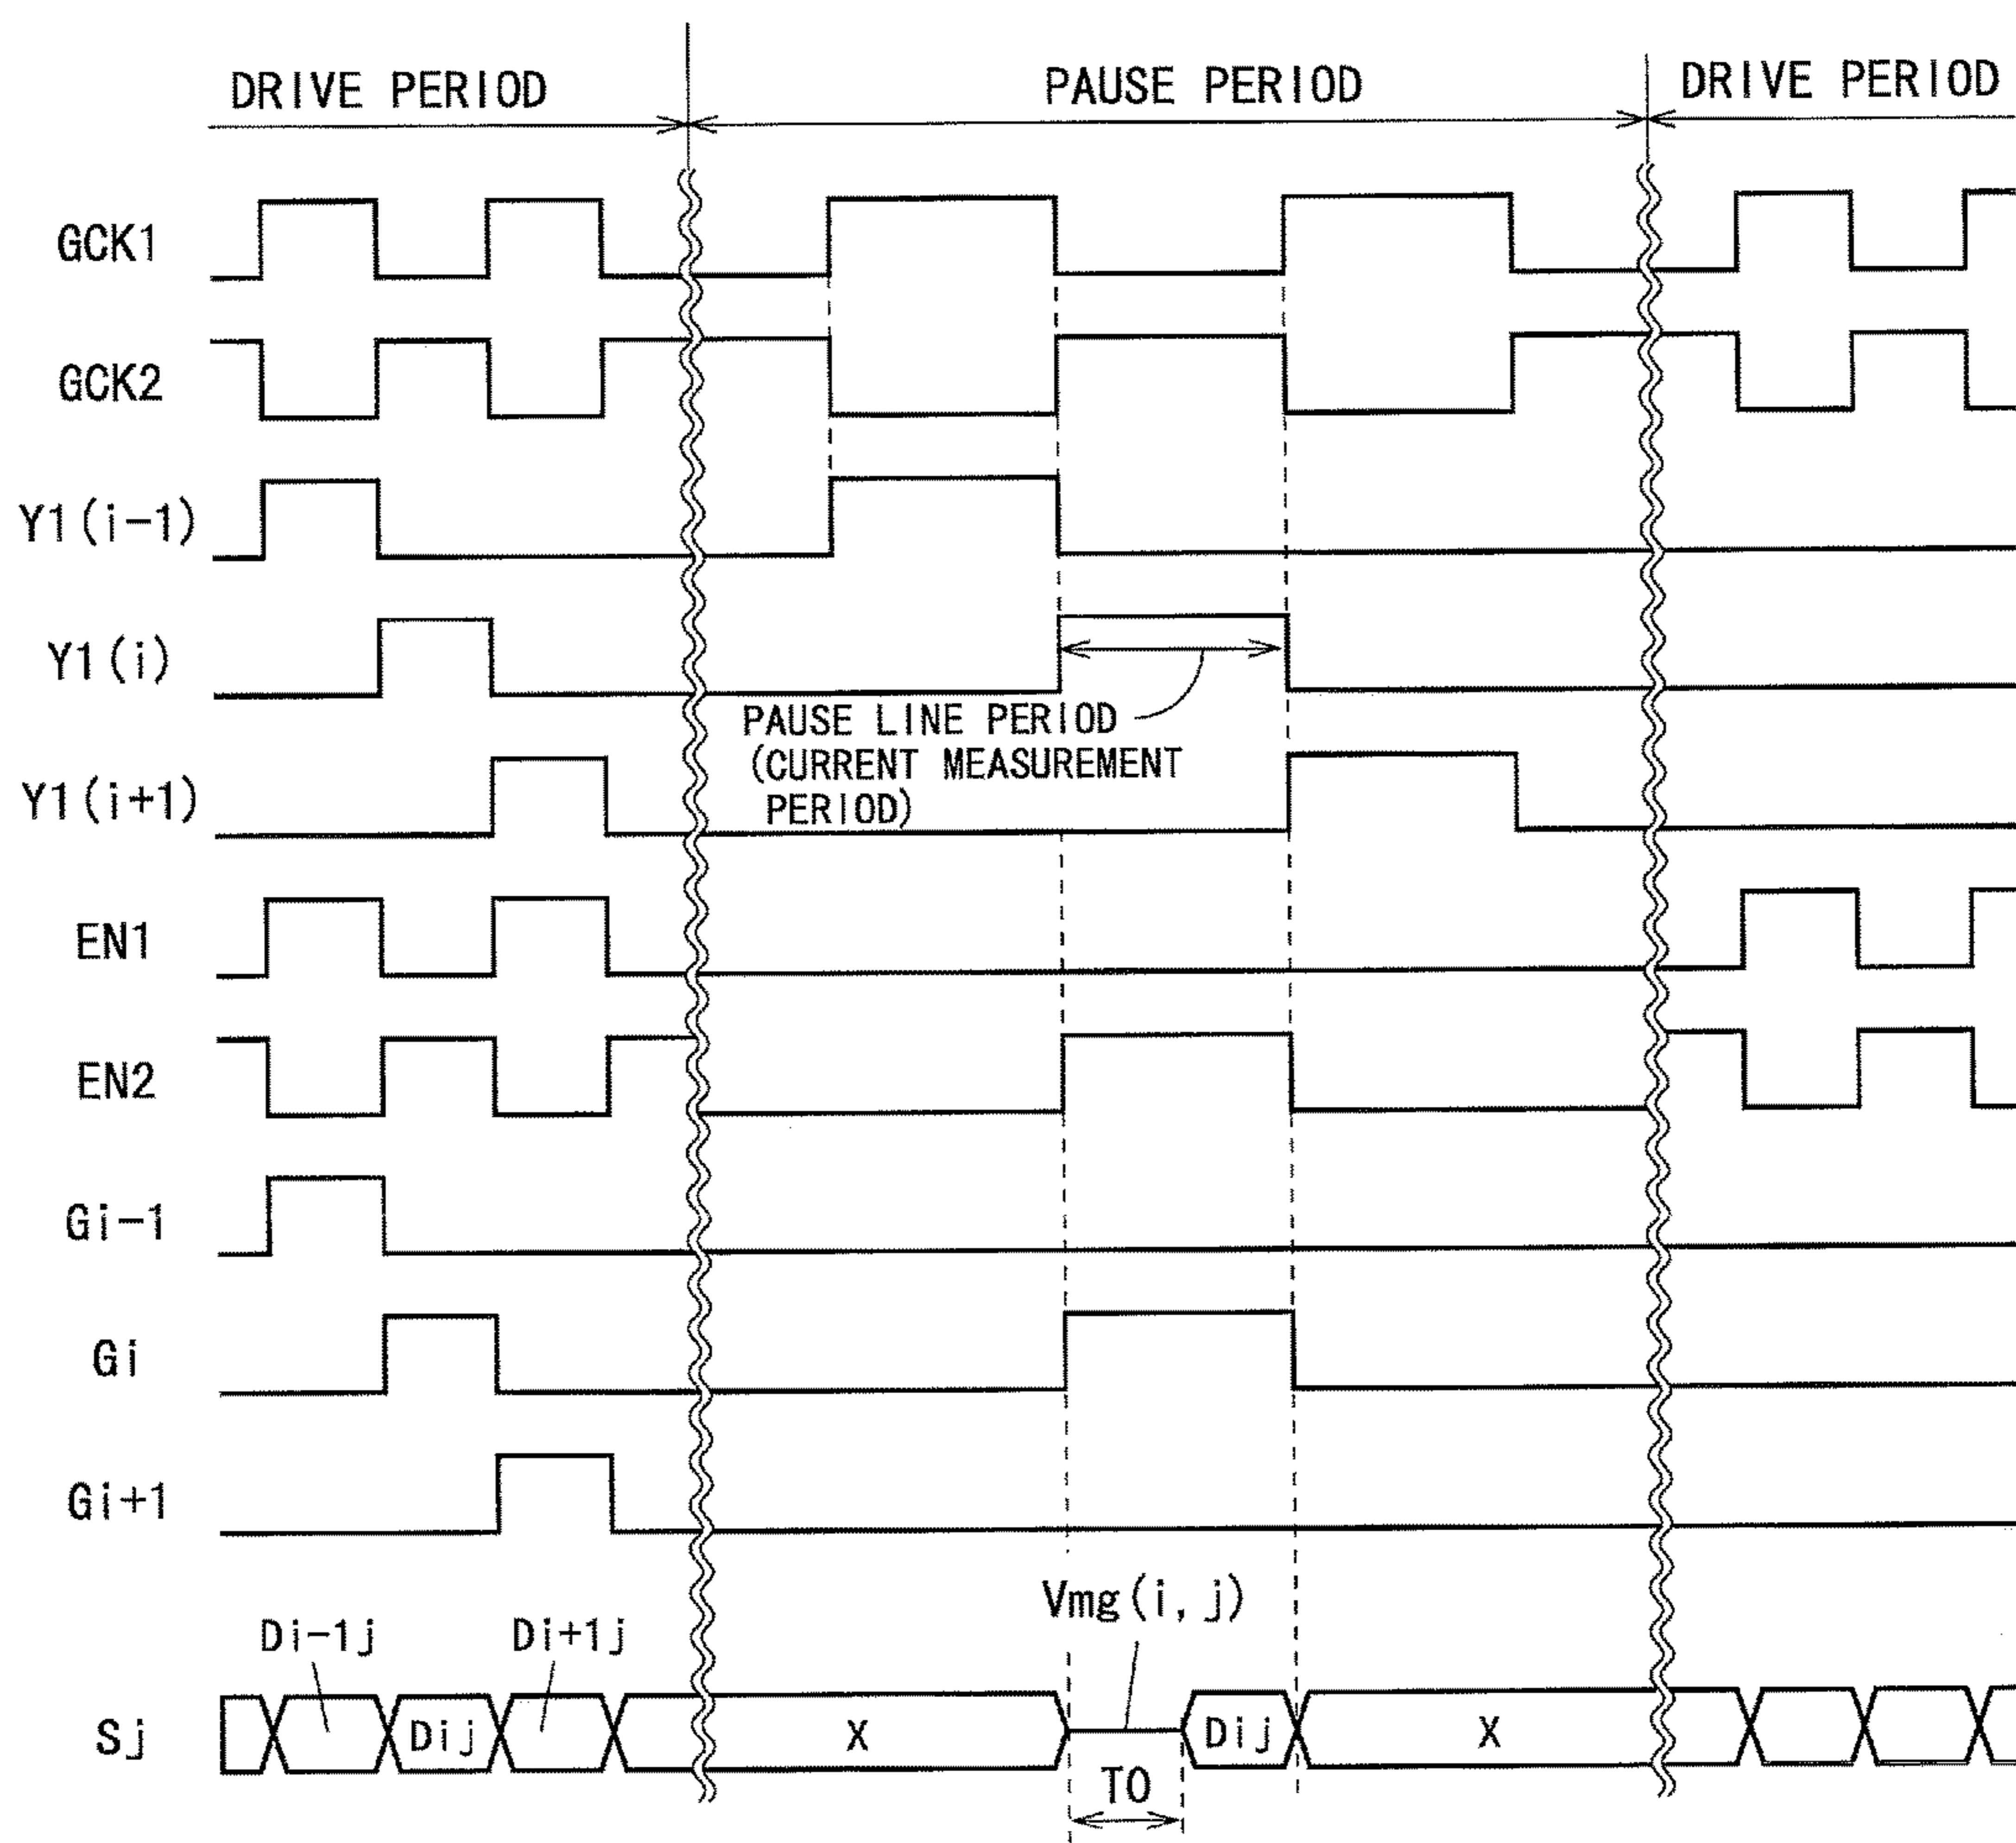 DRIVE PERIOD
PAUSE PERIOD
DRIVE PERIOD
GCK1
GCK2
Y1(i-1)
Y1(i)
PAUSE LINE PERIOD
(CURRENT MEASUREMENT
PERIOD)
Y1(i+1)
EN1
EN2
Gi-1
Gi
Gi+1
Vmg(i, j)
Di-1j
Di+1j
Sj
Dij
X
Dij
X
T0